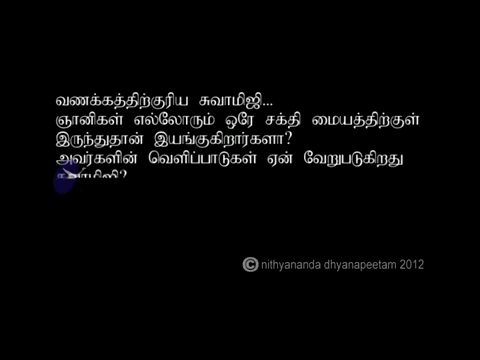 வணக்கத்திற்குரிய சுவாமிஜி...
ஞானிகள் எல்லோரும் ஒரே சக்தி மையத்திற்குள்
இருந்துதான் இயங்குகிறார்களா?
அவர்களின் வெளிப்பாடுகள் ஏன் வேறுபடுகிறது
© nithyananda dhyanapeetam 2012